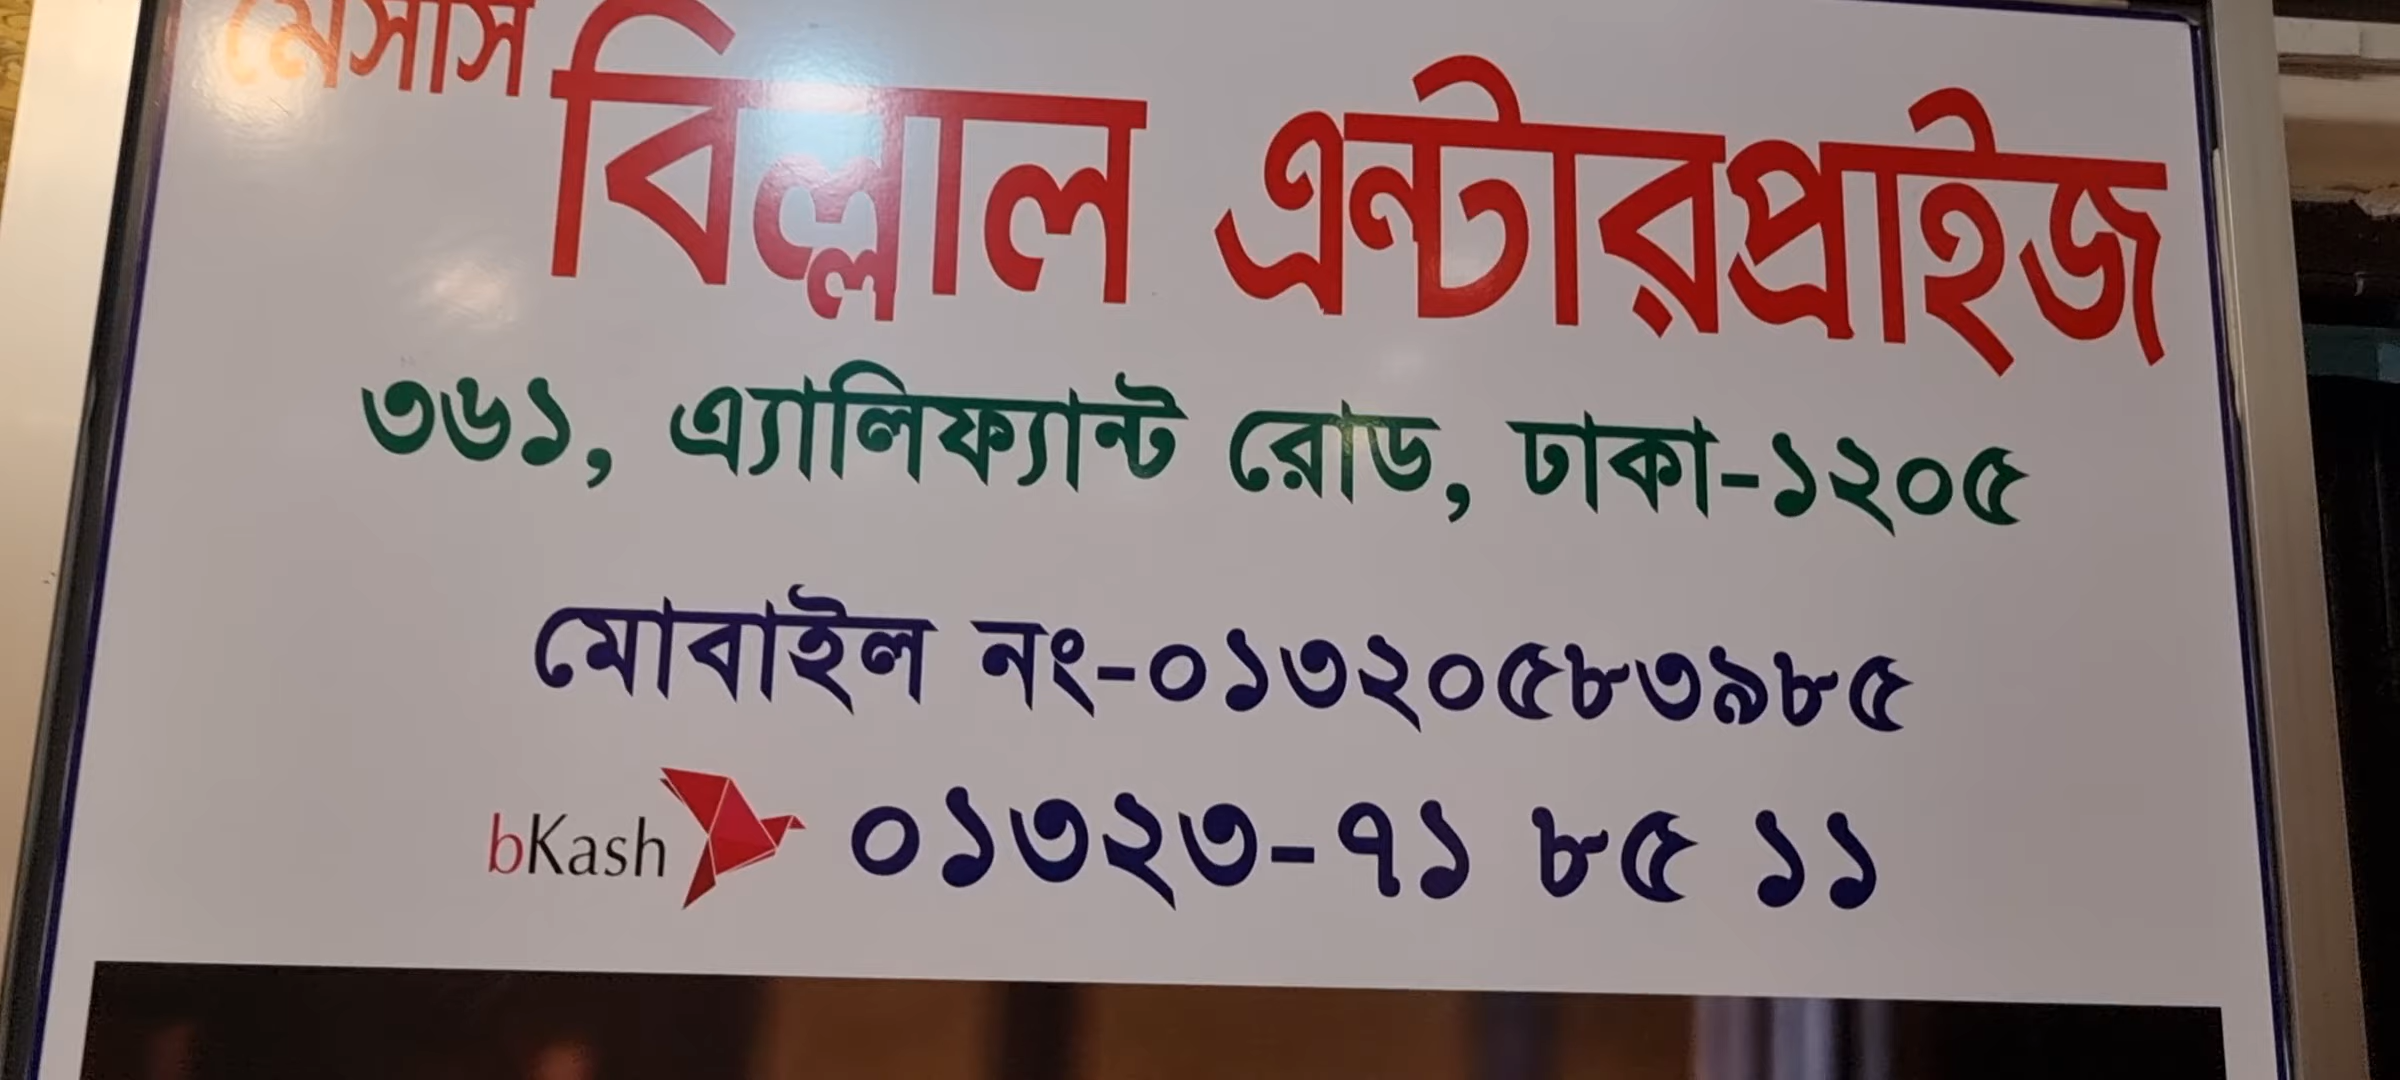 মেসার্স বিল্লাল এন্টারপ্রাইজ
৩৬১, এ্যালিফ্যান্ট রোড, ঢাকা-১২০৫
মোবাইল নং-০১৩২০৫৮৩৯৮৫
bKash ০১৩২৩-৭১ ৮৫ ১১